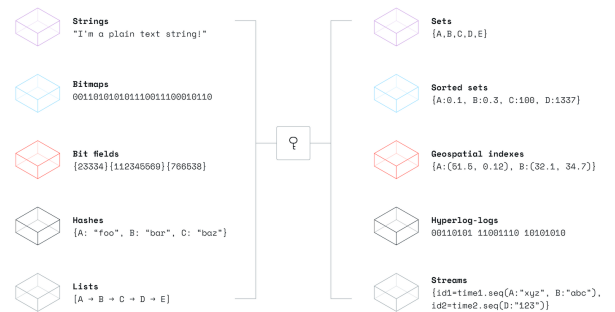 Strings
"I'm a plain text string!"
Bitmaps
00110101010111001110001 0110
Bit fields
{23334}{112345569}{766538}
Hashes
{A: "foo", B: "bar", C: "baz"}
Lists
[A → B → C → D → E]
Sets
{A,B,C,D,E}
Sorted sets
{A:0.1, B:0.3, C:100, D:1337}
Geospatial indexes
{A:(51.5, 0.12), B:(32.1, 34.7)}
Hyperlog-logs
00110101 11001110 10101010
Streams
{id1=time1.seq(A:"xyz", B:"abc"),
id2=time2.seq(D:"123")}